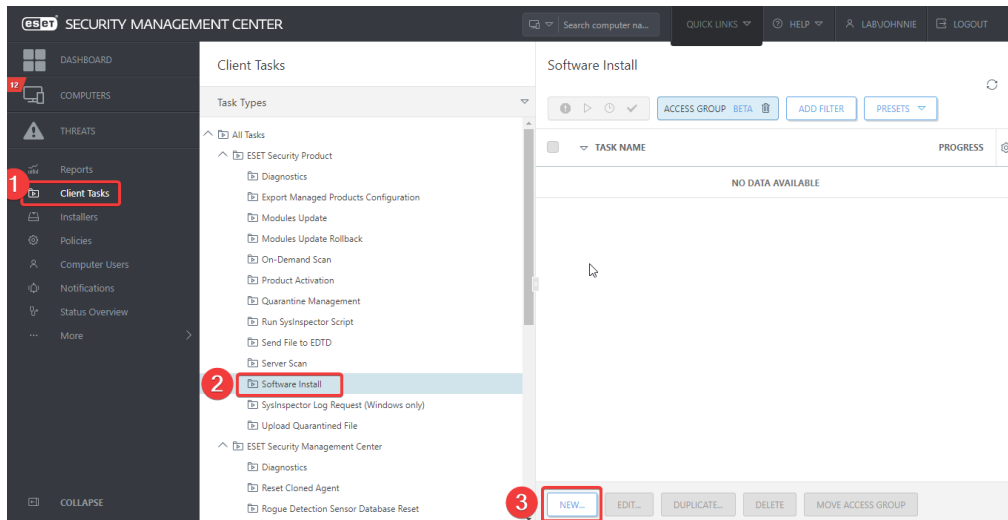 eset SECURITY MANAGEMENT CENTER
Search computer na...
QUICK LINKS
HELP
LAB\JOHNNIE
LOGOUT
DASHBOARD
12
COMPUTERS
THREATS
Reports
1
Client Tasks
Installers
Policies
Computer Users
Notifications
Status Overview
... More
COLLAPSE
Client Tasks
Task Types
All Tasks
ESET Security Product
Diagnostics
Export Managed Products Configuration
Modules Update
Modules Update Rollback
On-Demand Scan
Product Activation
Quarantine Management
Run SysInspector Script
Send File to EDTD
Server Scan
2 Software Install
SysInspector Log Request (Windows only)
Upload Quarantined File
ESET Security Management Center
Diagnostics
Reset Cloned Agent
Rogue Detection Sensor Database Reset
Software Install
ACCESS GROUP BETA
ADD FILTER
PRESETS
TASK NAME
PROGRESS
NO DATA AVAILABLE
3 NEW... EDIT... DUPLICATE... DELETE MOVE ACCESS GROUP